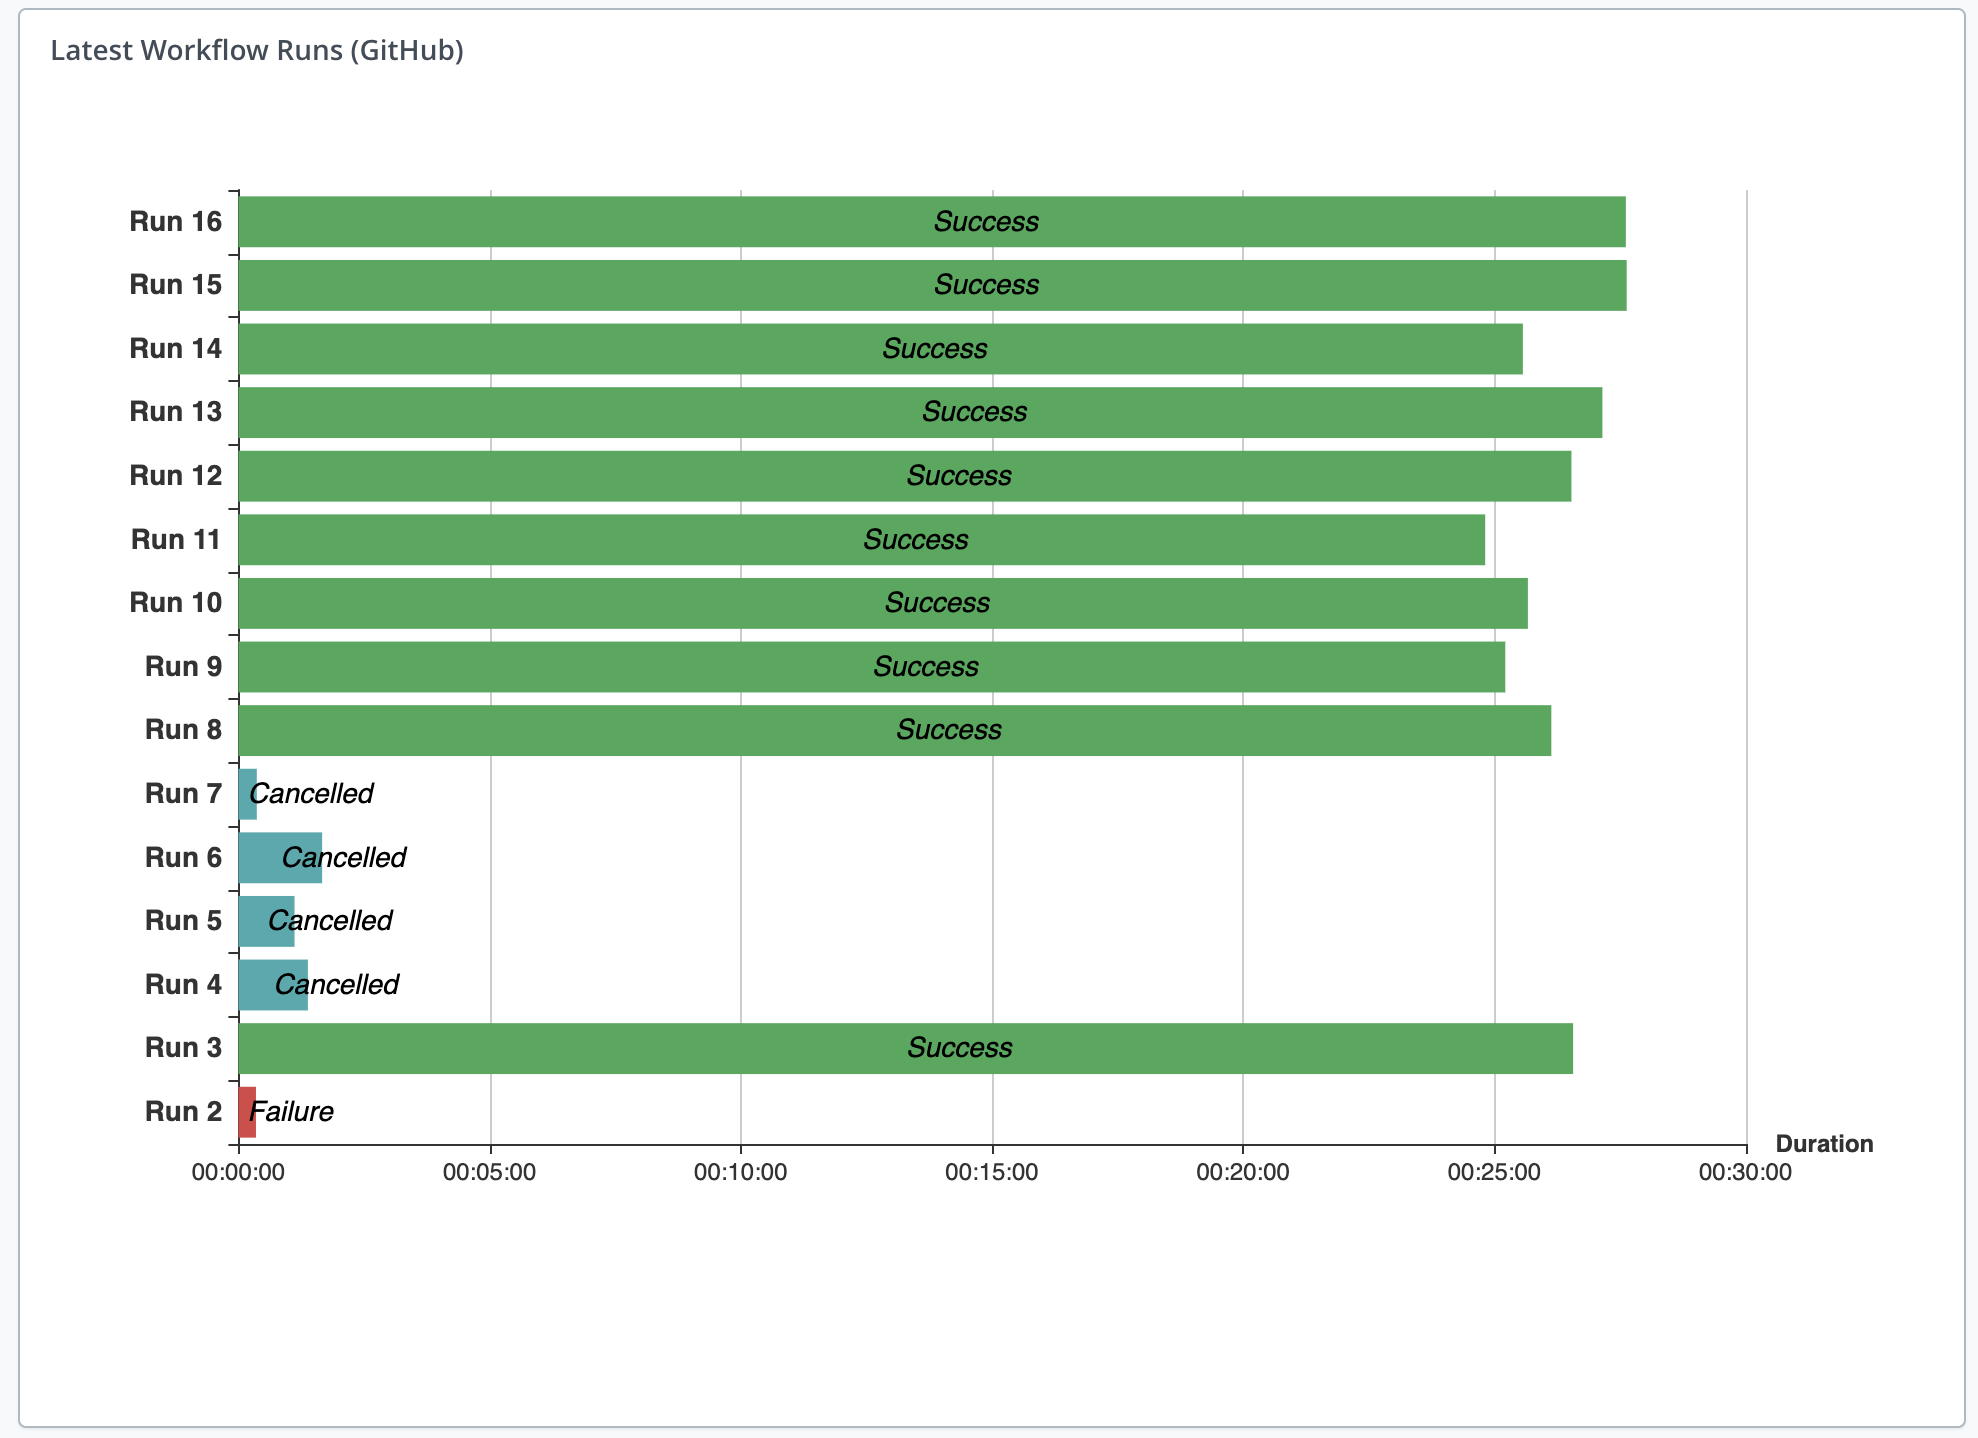 Latest Workflow Runs (GitHub)
Run 16 Success
Run 15 Success
Run 14 Success
Run 13 Success
Run 12 Success
Run 11 Success
Run 10 Success
Run 9 Success
Run 8 Success
Run 7 Cancelled
Run 6 Cancelled
Run 5 Cancelled
Run 4 Cancelled
Run 3 Success
Run 2 Failure
Duration
00:00:00 00:05:00 00:10:00 00:15:00 00:20:00 00:25:00 00:30:00